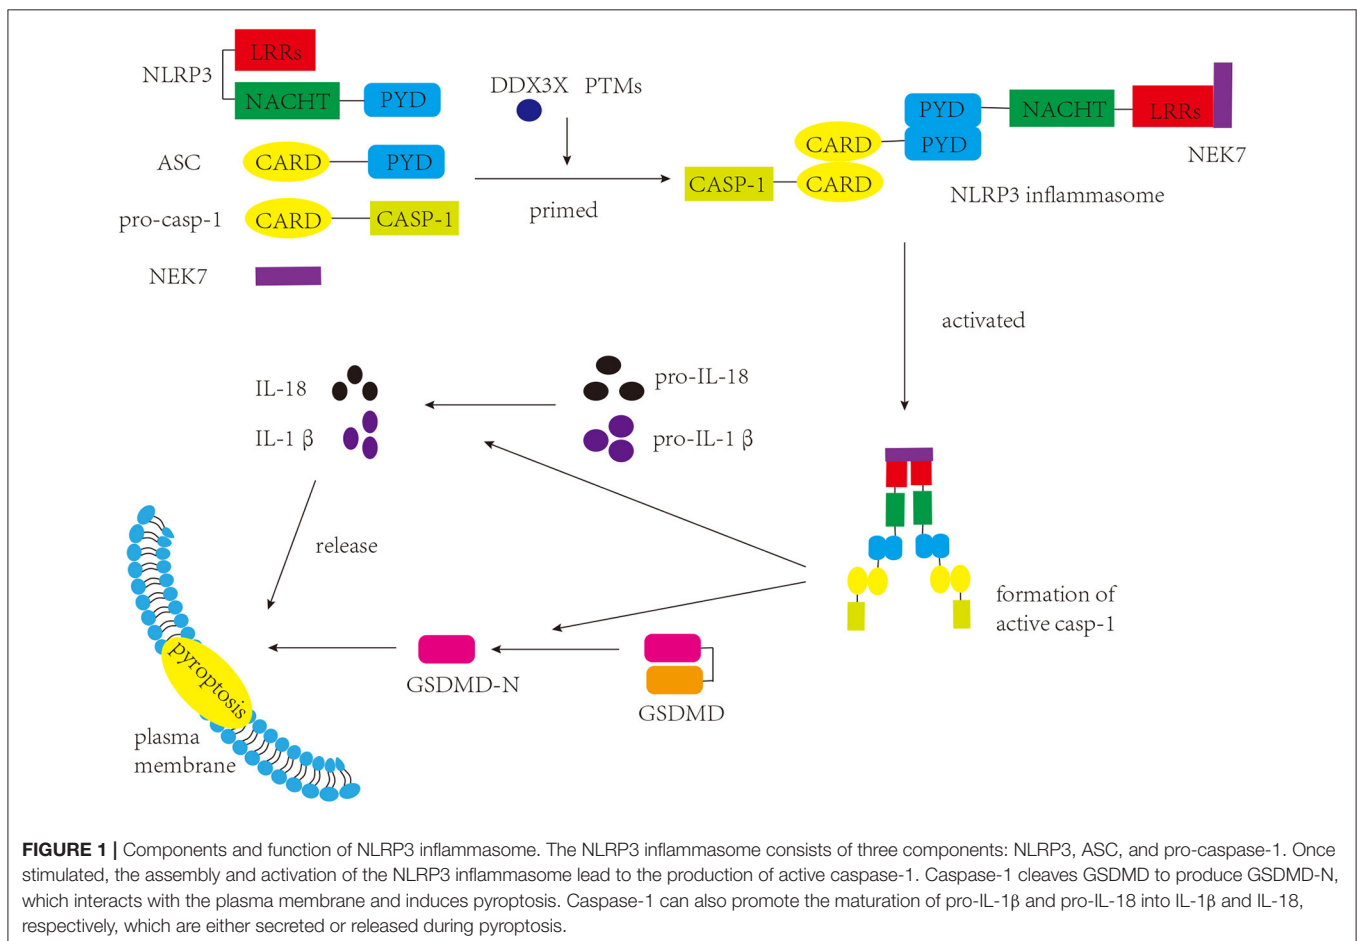 NLRP3
LRRs
NACHT
PYD
ASC
CARD
PYD
pro-casp-1
CARD
CASP-1
NEK7
DDX3X PTMs
primed
PYD
NACHT
LRRs
CARD
PYD
CASP-1
CARD
NEK7
NLRP3 inflammasome
activated
IL-18
pro-IL-18
IL-1 β
pro-IL-1 β
release
formation of
active casp-1
pyroptosis
GSDMD-N
GSDMD
plasma
membrane
FIGURE 1 | Components and function of NLRP3 inflammasome. The NLRP3 inflammasome consists of three components: NLRP3, ASC, and pro-caspase-1. Once
stimulated, the assembly and activation of the NLRP3 inflammasome lead to the production of active caspase-1. Caspase-1 cleaves GSDMD to produce GSDMD-N,
which interacts with the plasma membrane and induces pyroptosis. Caspase-1 can also promote the maturation of pro-IL-1β and pro-IL-18 into IL-1β and IL-18,
respectively, which are either secreted or released during pyroptosis.